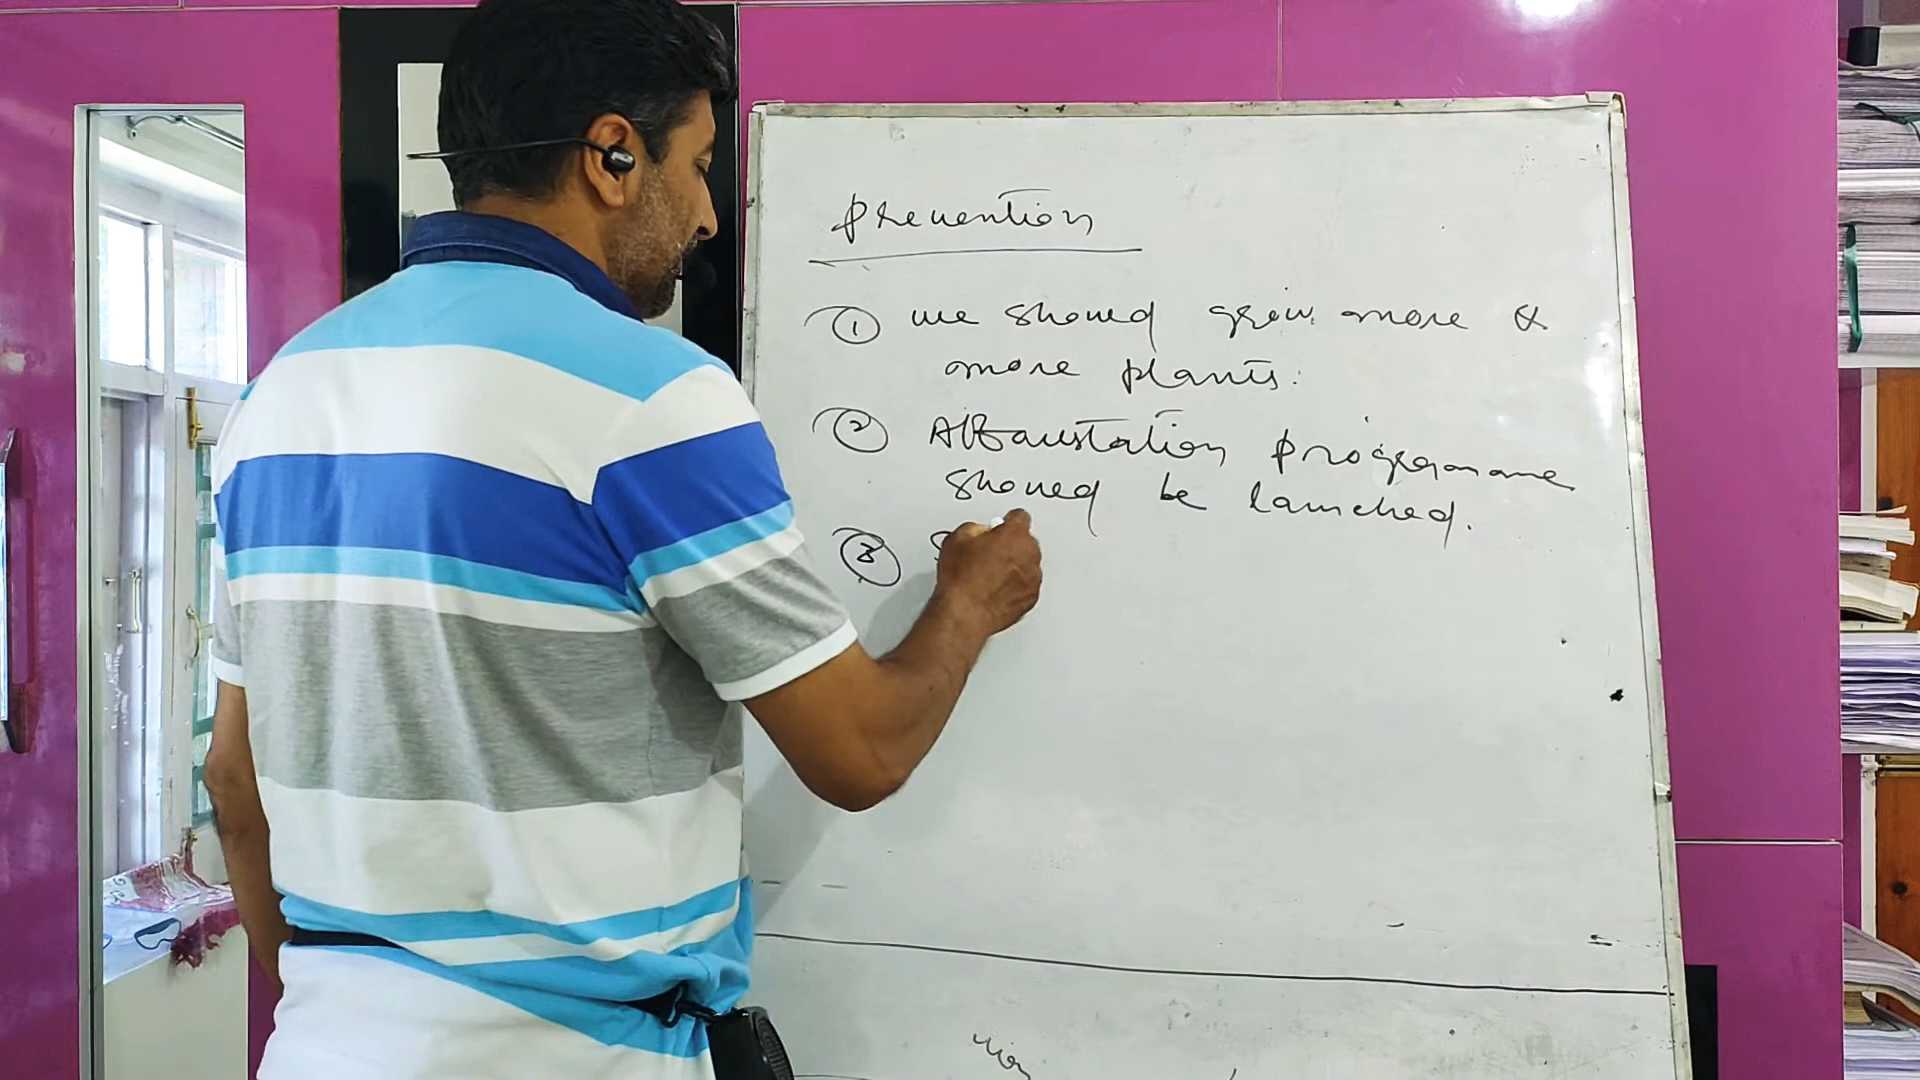 Prevention
① we should grow more &
more plants.
② Afforestation programme
should be launched.
③ S